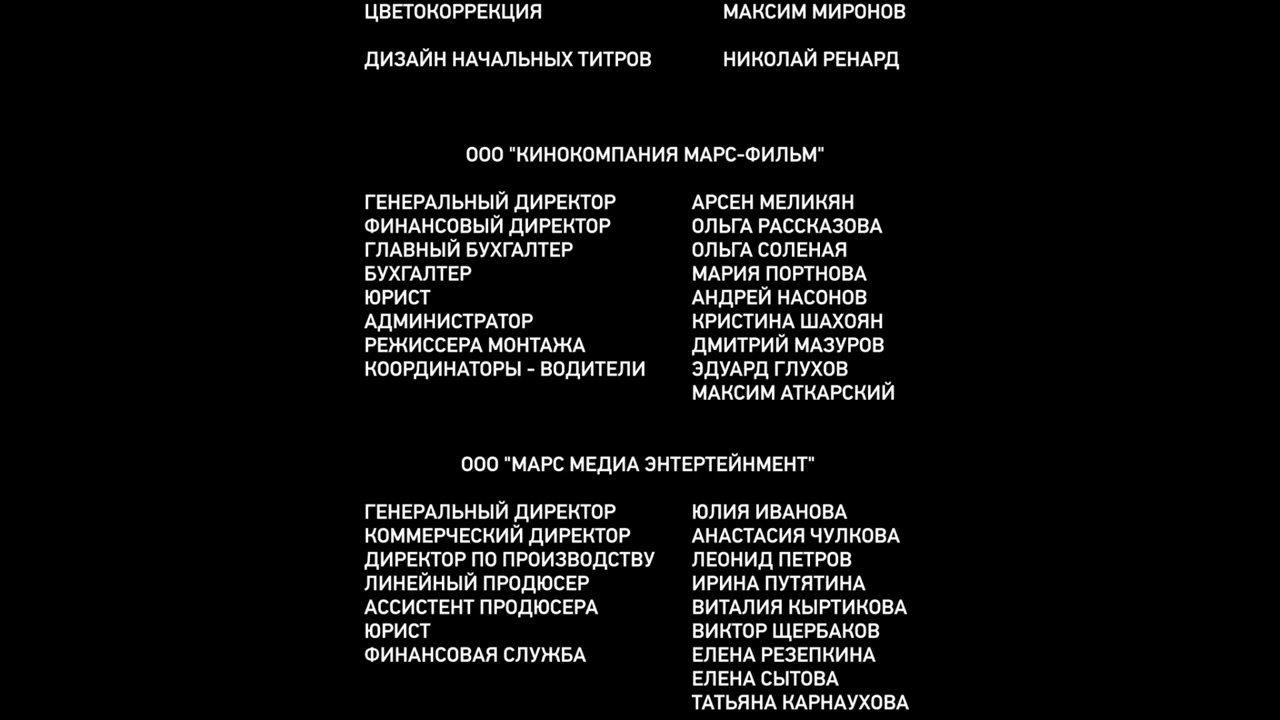 ЦВЕТОКОРРЕКЦИЯ МАКСИМ МИРОНОВ
ДИЗАЙН НАЧАЛЬНЫХ ТИТРОВ НИКОЛАЙ РЕНАРД
ООО "КИНОКОМПАНИЯ МАРС-ФИЛЬМ"
ГЕНЕРАЛЬНЫЙ ДИРЕКТОР АРСЕН МЕЛИКЯН
ФИНАНСОВЫЙ ДИРЕКТОР ОЛЬГА РАССКАЗОВА
ГЛАВНЫЙ БУХГАЛТЕР ОЛЬГА СОЛЕНАЯ
БУХГАЛТЕР МАРИЯ ПОРТНОВА
ЮРИСТ АНДРЕЙ НАСОНОВ
АДМИНИСТРАТОР КРИСТИНА ШАХОЯН
РЕЖИССЕРА МОНТАЖА ДМИТРИЙ МАЗУРОВ
КООРДИНАТОРЫ - ВОДИТЕЛИ ЭДУАРД ГЛУХОВ
МАКСИМ АТКАРСКИЙ
ООО "МАРС МЕДИА ЭНТЕРТЕЙНМЕНТ"
ГЕНЕРАЛЬНЫЙ ДИРЕКТОР ЮЛИЯ ИВАНОВА
КОММЕРЧЕСКИЙ ДИРЕКТОР АНАСТАСИЯ ЧУЛКОВА
ДИРЕКТОР ПО ПРОИЗВОДСТВУ ЛЕОНИД ПЕТРОВ
ЛИНЕЙНЫЙ ПРОДЮСЕР ИРИНА ПУТЯТИНА
АССИСТЕНТ ПРОДЮСЕРА ВИТАЛИЯ КЫРТИКОВА
ЮРИСТ ВИКТОР ЩЕРБАКОВ
ФИНАНСОВАЯ СЛУЖБА ЕЛЕНА РЕЗЕПКИНА
ЕЛЕНА СЫТОВА
ТАТЬЯНА КАРНАУХОВА